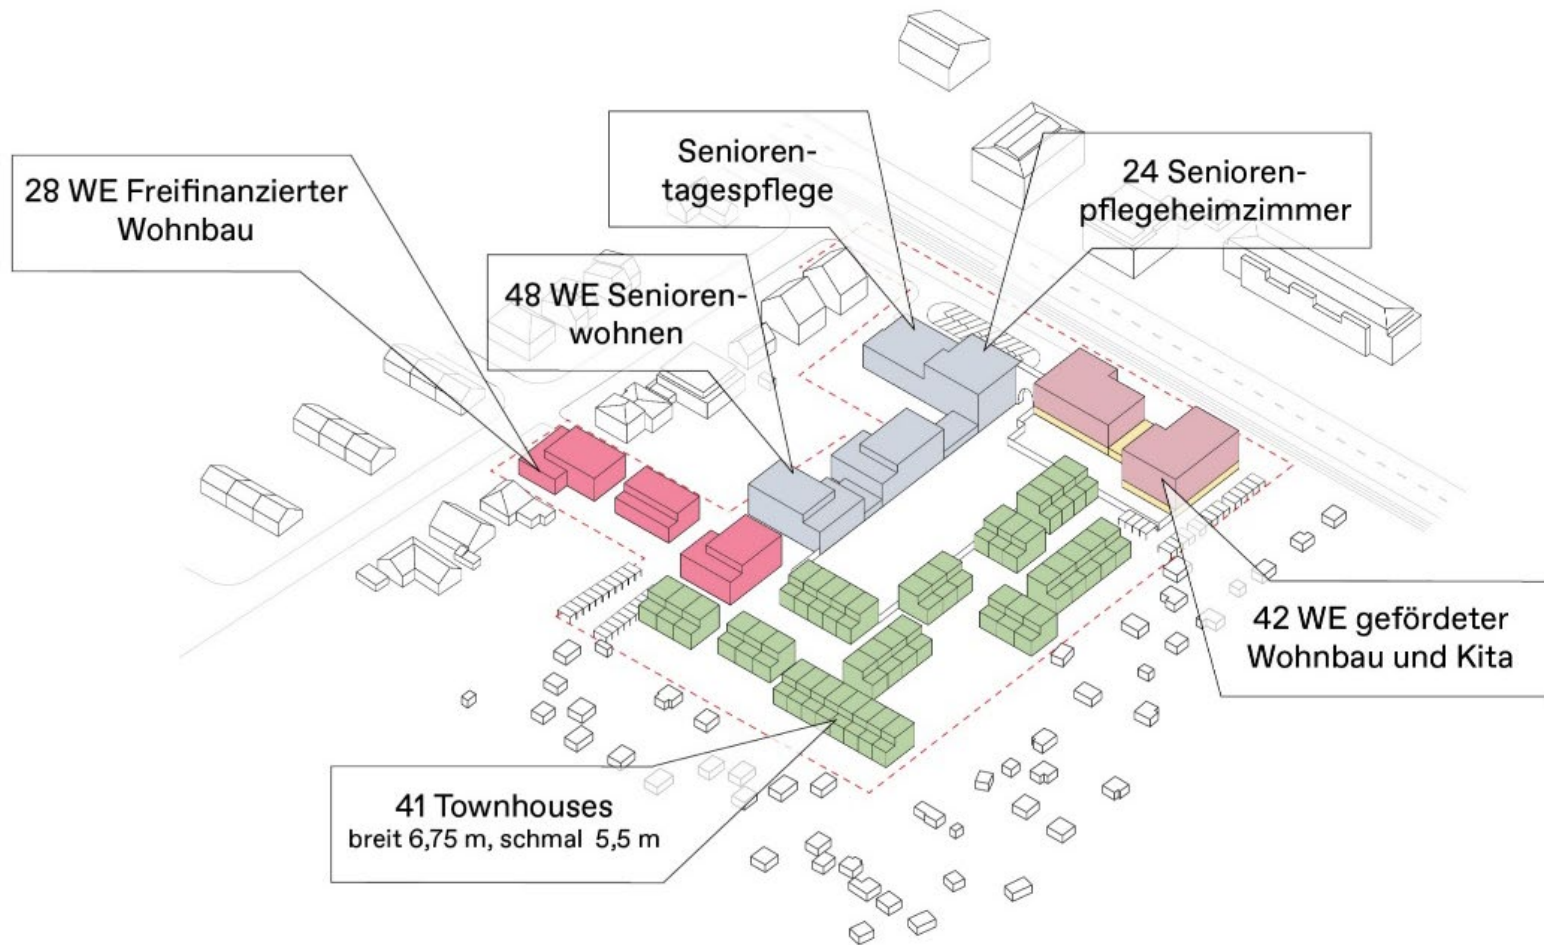 28 WE Freifinanzierter
Wohnbau
Senioren-
tagespflege
24 Senioren-
pflegeheimzimmer
48 WE Senioren-
wohnen
42 WE gefördeter
Wohnbau und Kita
41 Townhouses
breit 6,75 m, schmal 5,5 m